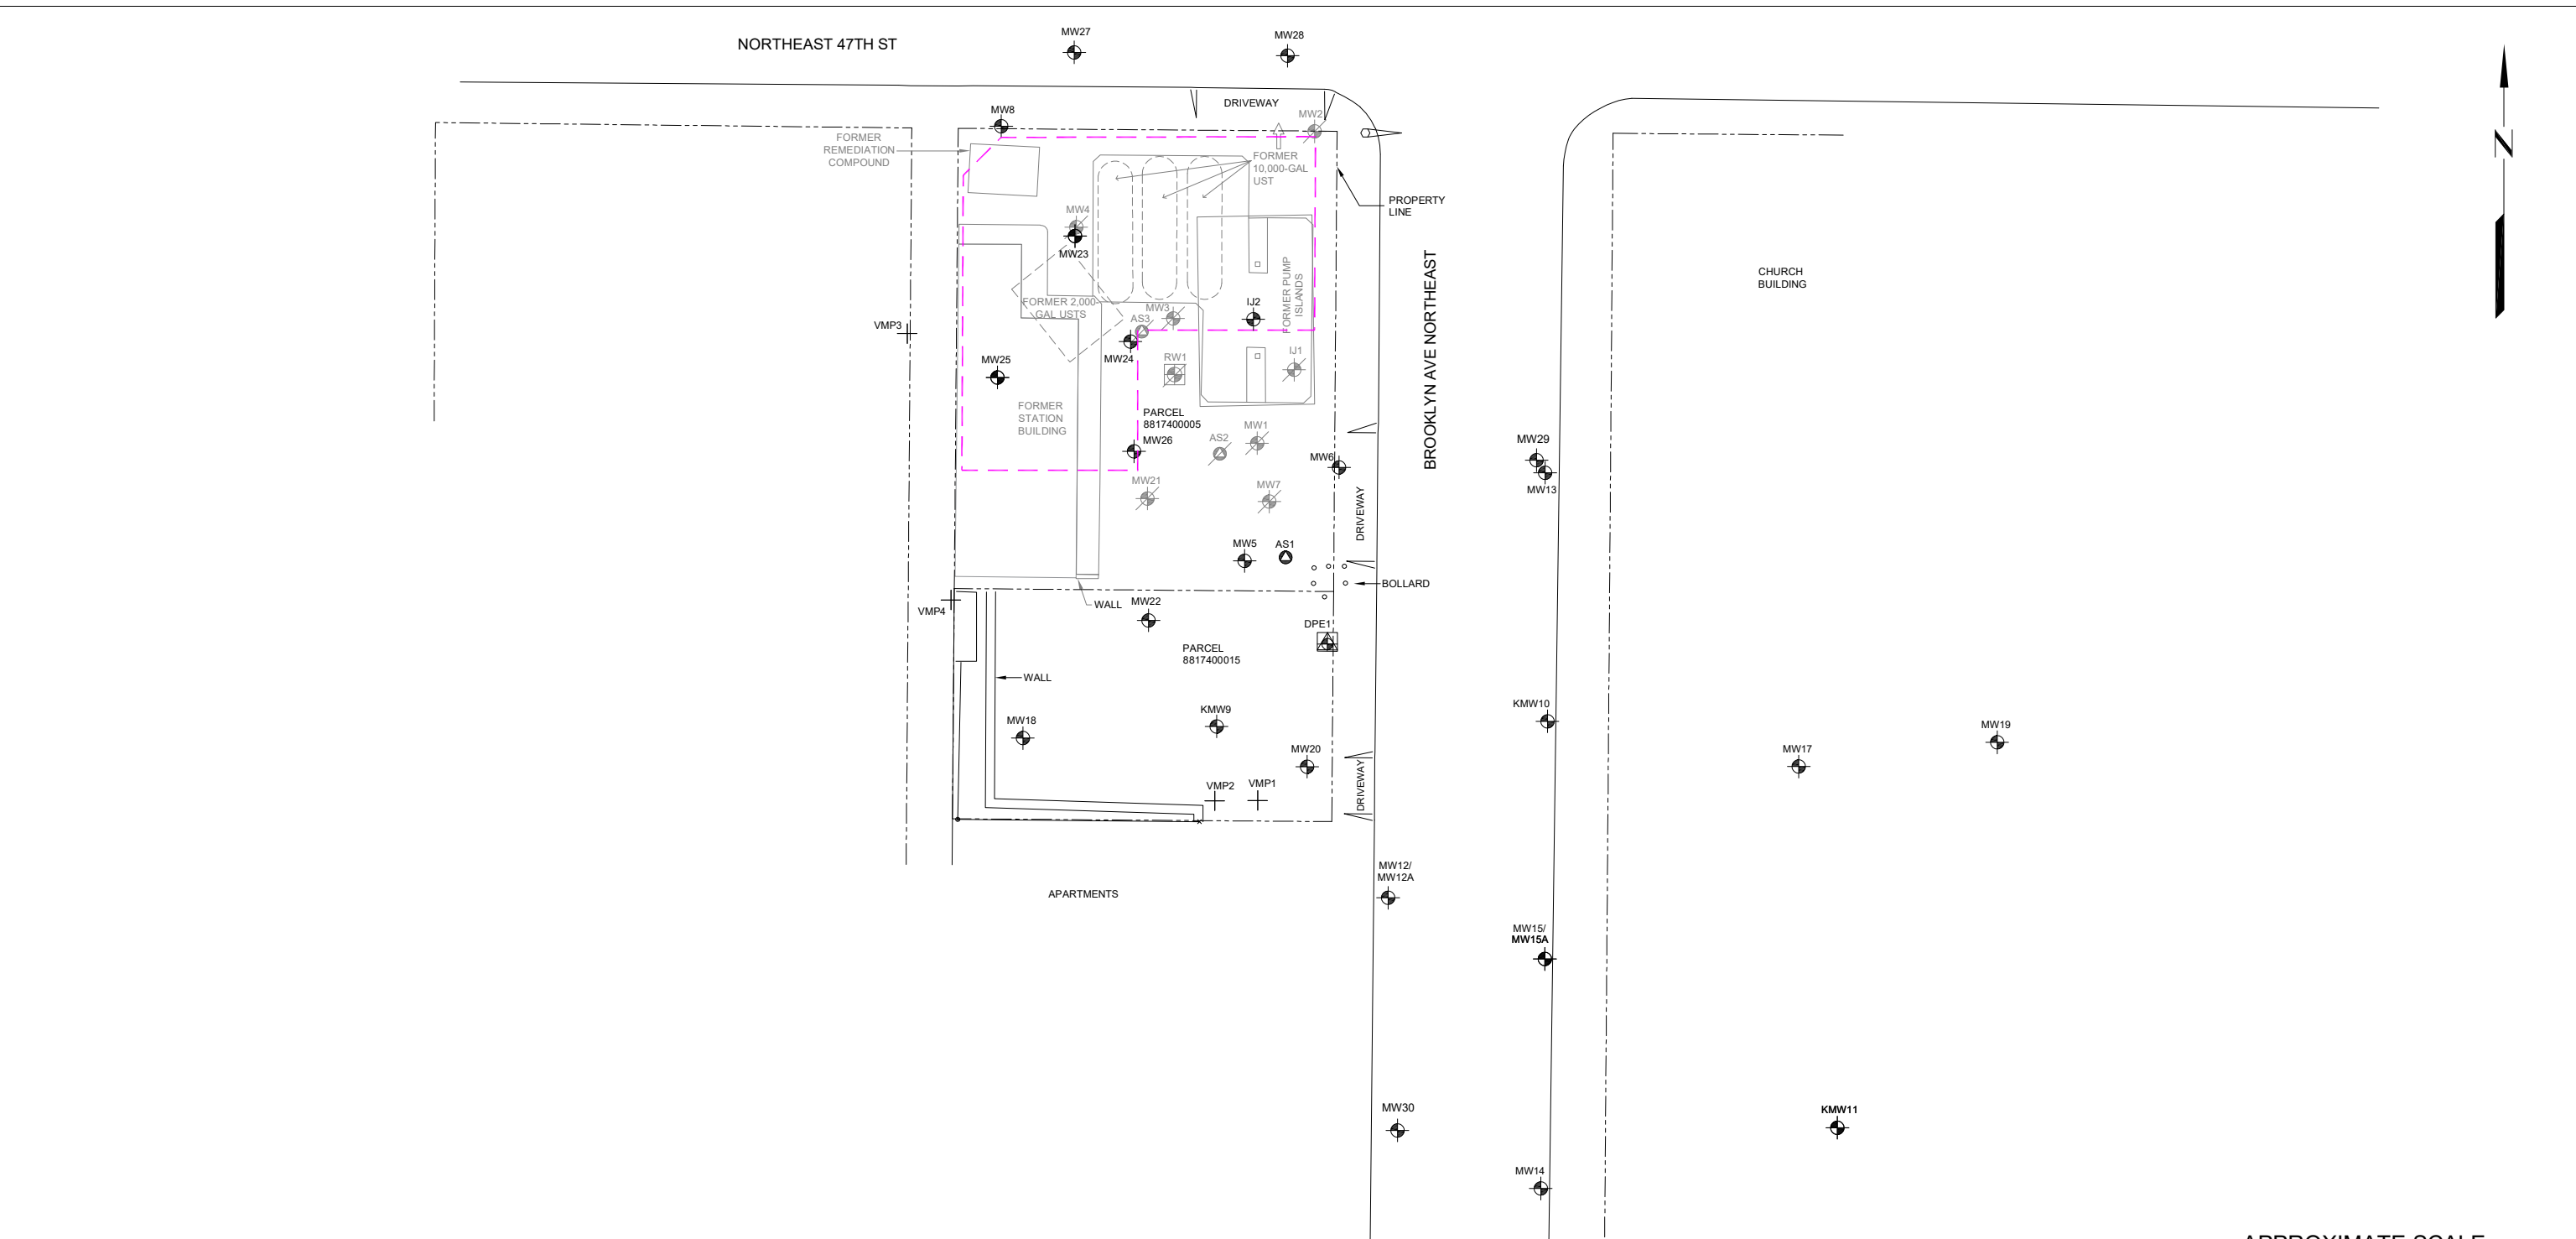 MW27
MW28
NORTHEAST 47TH ST
DRIVEWAY
MW8
MW2
FORMER
REMEDIATION
COMPOUND
FORMER
10,000-GAL
UST
N
PROPERTY
LINE
MW4
MW23
BROOKLYN AVE NORTHEAST
CHURCH
BUILDING
FORMER PUMP
ISLANDS
FORMER 2,000-
GAL USTS
MW3
IJ2
AS3
VMP3
MW24
RW1
IJ1
MW25
FORMER
STATION
BUILDING
PARCEL
8817400005
MW1
AS2
MW26
MW6
MW29
MW13
MW21
MW7
DRIVEWAY
MW5
AS1
BOLLARD
WALL
MW22
VMP4
DPE1
PARCEL
8817400015
WALL
MW18
KMW9
KMW10
MW19
MW20
MW17
DRIVEWAY
VMP2
VMP1
MW12/
MW12A
APARTMENTS
MW15/
MW15A
MW30
KMW11
MW14
APPROXIMATE SCALE